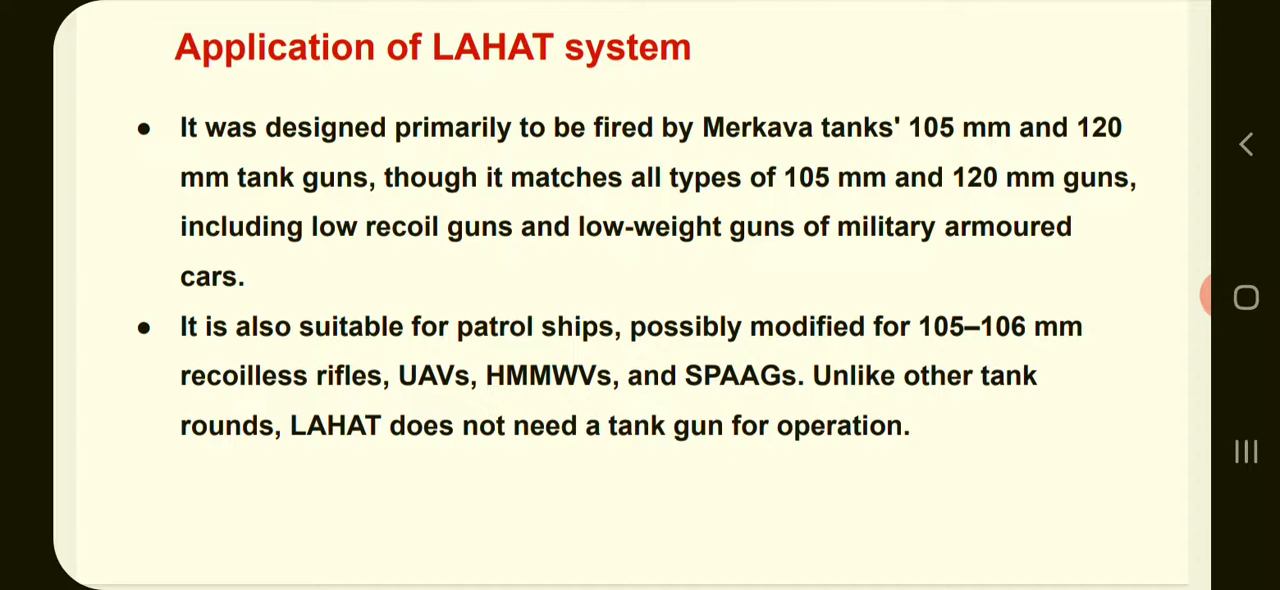 Application of LAHAT system
● It was designed primarily to be fired by Merkava tanks' 105 mm and 120
mm tank guns, though it matches all types of 105 mm and 120 mm guns,
including low recoil guns and low-weight guns of military armoured
cars.
● It is also suitable for patrol ships, possibly modified for 105–106 mm
recoilless rifles, UAVs, HMMWVs, and SPAAGs. Unlike other tank
rounds, LAHAT does not need a tank gun for operation.